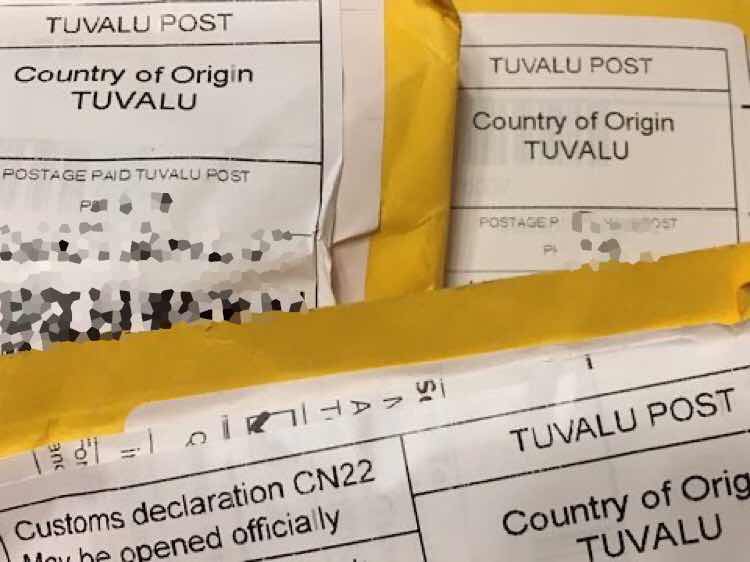 TUVALU POST
Country of Origin
TUVALU
POSTAGE PAID TUVALU POST
TUVALU POST
Country of Origin
TUVALU
POSTAGE
TUVALU POST
Country of Orig
TUVALU
Customs declaration CN22
May be opened officially